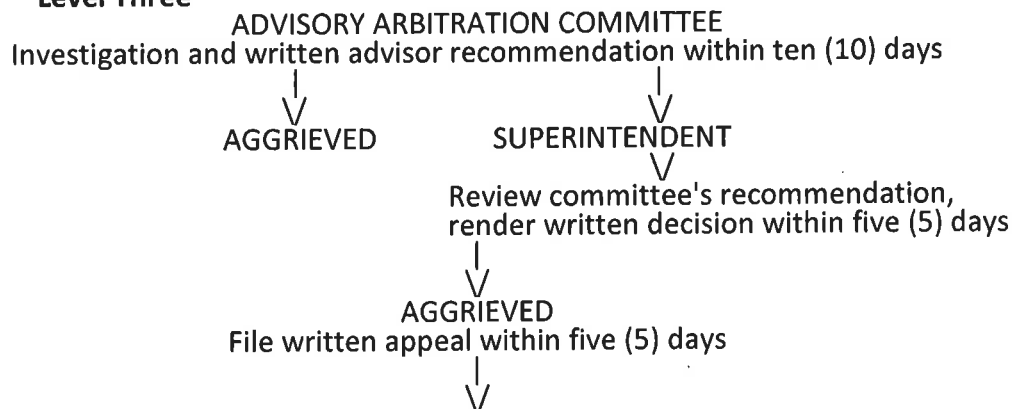 Level Three
ADVISORY ARBITRATION COMMITTEE
Investigation and written advisor recommendation within ten (10) days
AGGRIEVED SUPERINTENDENT
Review committee's recommendation,
render written decision within five (5) days
AGGRIEVED
File written appeal within five (5) days